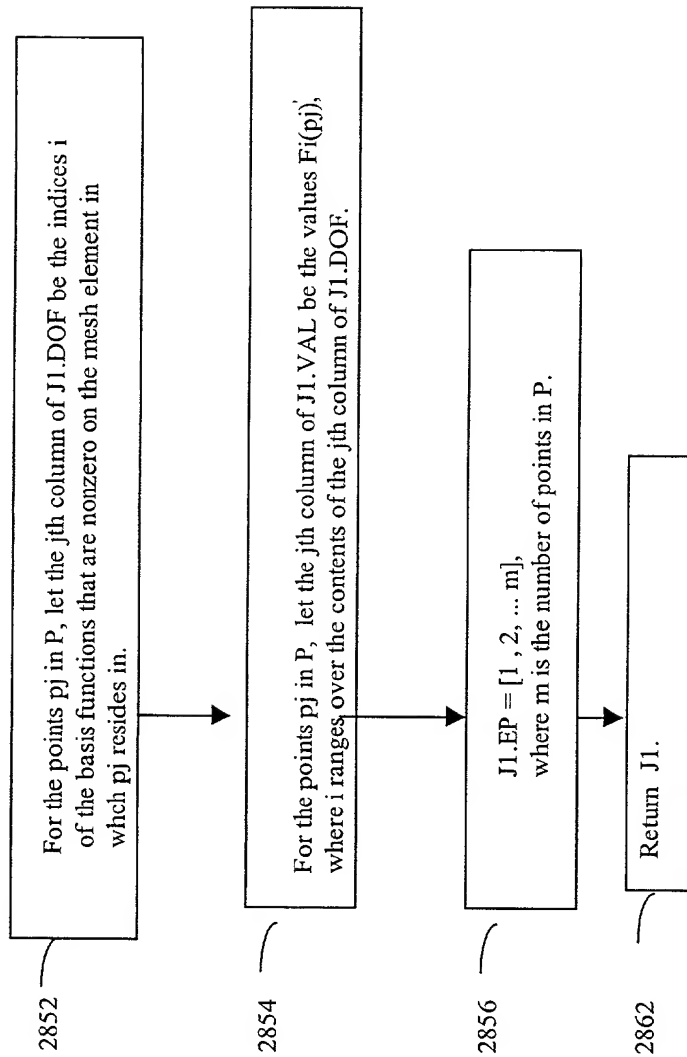 2852
For the points pj in P, let the jth column of J1.DOF be the indices i
of the basis functions that are nonzero on the mesh element in
whch pj resides in.
2854
For the points pj in P, let the jth column of J1.VAL be the values Fi(pj)',
where i ranges over the contents of the jth column of J1.DOF.
2856
J1.EP = [1 , 2, ... m],
where m is the number of points in P.
2862
Return J1.